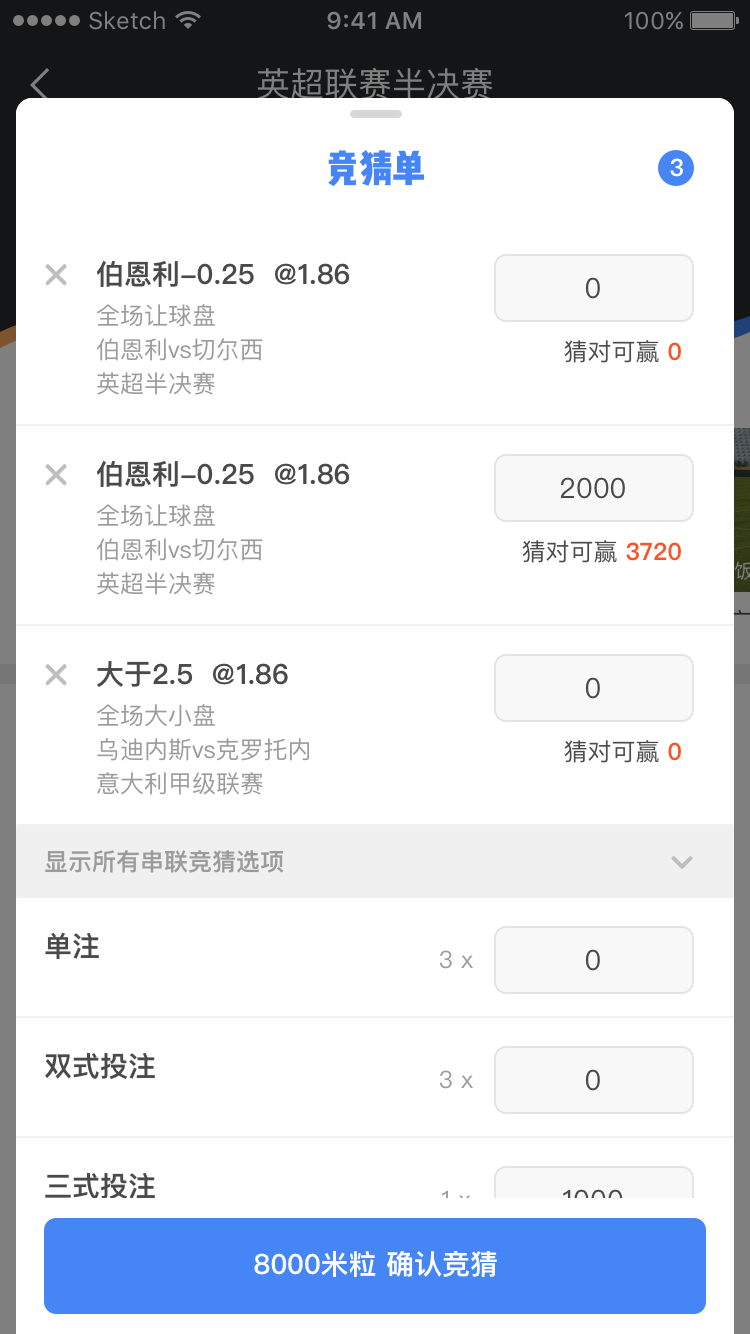 Sketch 9:41 AM 100%
英超联赛半决赛
竞猜单 3
伯恩利–0.25 @1.86 0
全场让球盘
伯恩利vs切尔西 猜对可赢 0
英超半决赛
伯恩利–0.25 @1.86 2000
全场让球盘
伯恩利vs切尔西 猜对可赢 3720
英超半决赛
饭
大于2.5 @1.86 0
全场大小盘
乌迪内斯vs克罗托内 猜对可赢 0
意大利甲级联赛
显示所有串联竞猜选项
单注 3 x 0
双式投注 3 x 0
三式投注 1 x 1000
8000米粒 确认竞猜